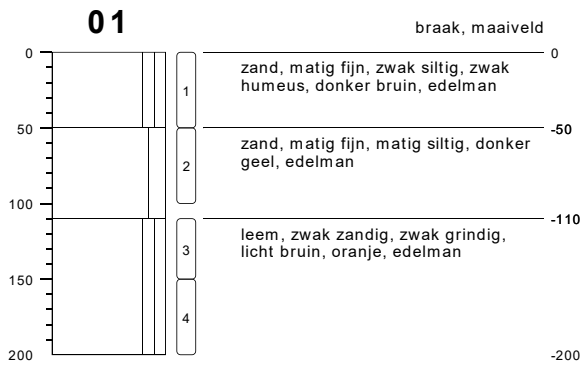 01
braak, maaiveld
0
0
zand, matig fijn, zwak siltig, zwak
humeus, donker bruin, edelman
1
50
-50
zand, matig fijn, matig siltig, donker
geel, edelman
2
100
-110
leem, zwak zandig, zwak grindig,
licht bruin, oranje, edelman
3
150
4
200
-200